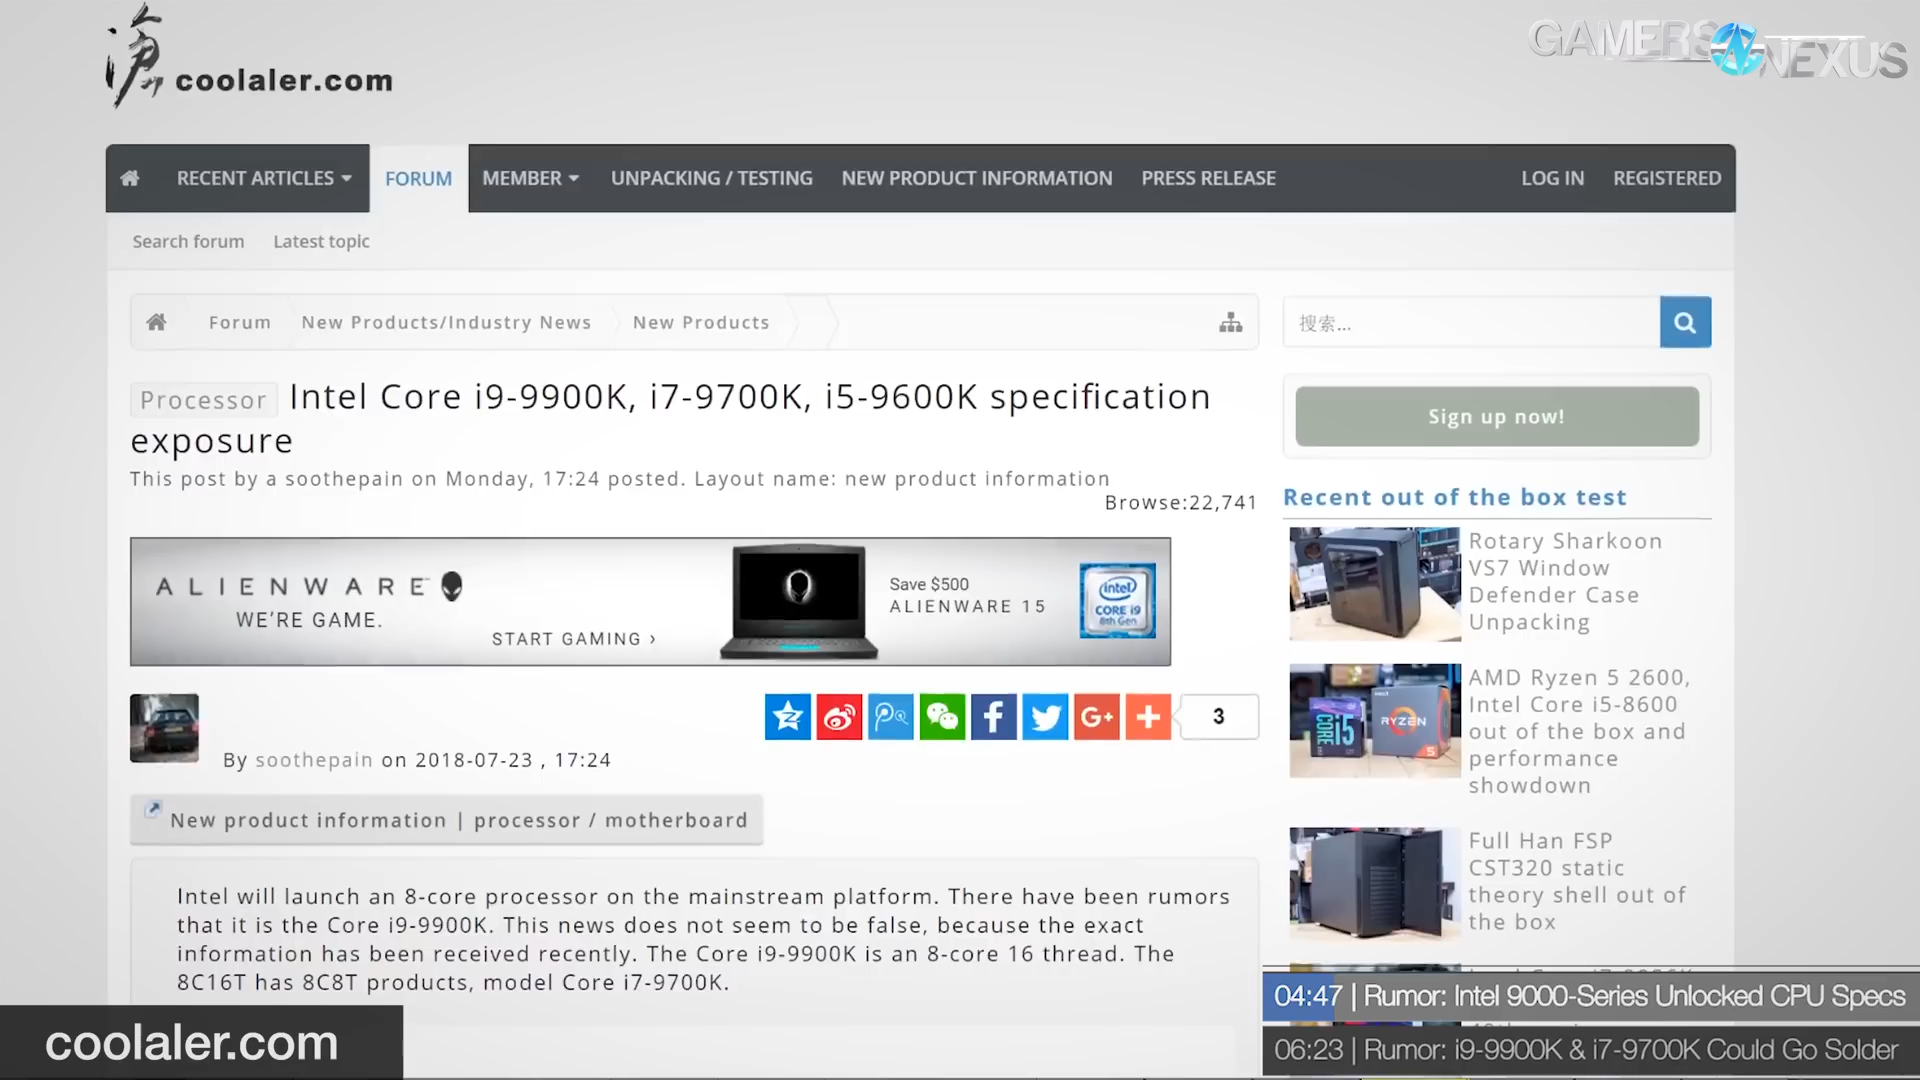 滄
coolaler.com
GAMERS NEXUS
RECENT ARTICLES
FORUM
MEMBER
UNPACKING / TESTING
NEW PRODUCT INFORMATION
PRESS RELEASE
LOG IN
REGISTERED
Search forum
Latest topic
Forum
New Products/Industry News
New Products
搜索...
Processor Intel Core i9-9900K, i7-9700K, i5-9600K specification
exposure
This post by a soothepain on Monday, 17:24 posted. Layout name: new product information
Browse:22,741
ALIENWARE
WE'RE GAME.
START GAMING ›
Save $500
ALIENWARE 15
intel
CORE i9
8th Gen
3
By soothepain on 2018-07-23 , 17:24
New product information | processor / motherboard
Intel will launch an 8-core processor on the mainstream platform. There have been rumors
that it is the Core i9-9900K. This news does not seem to be false, because the exact
information has been received recently. The Core i9-9900K is an 8-core 16 thread. The
8C16T has 8C8T products, model Core i7-9700K.
Sign up now!
Recent out of the box test
Rotary Sharkoon
VS7 Window
Defender Case
Unpacking
CORE i5
RYZEN
5
AMD Ryzen 5 2600,
Intel Core i5-8600
out of the box and
performance
showdown
Full Han FSP
CST320 static
theory shell out of
the box
04:47 | Rumor: Intel 9000-Series Unlocked CPU Specs
06:23 | Rumor: i9-9900K & i7-9700K Could Go Solder
coolaler.com